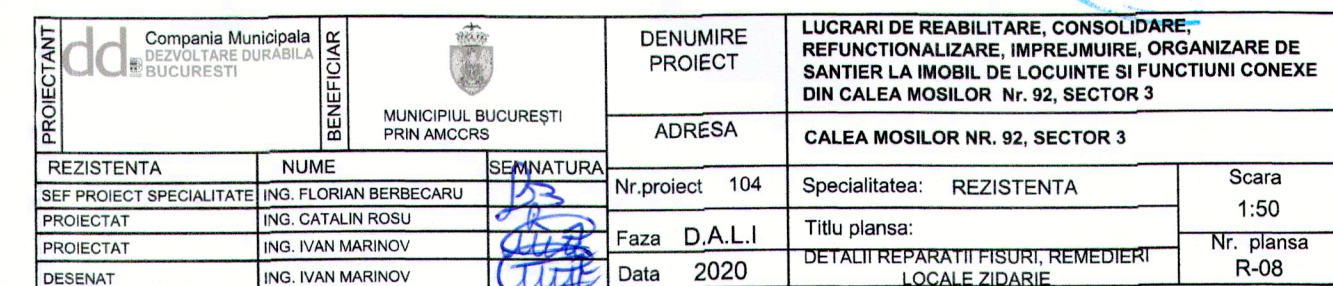 PROIECTANT
dd.
Compania Municipala
DEZVOLTARE DURABILA
BUCURESTI
BENEFICIAR
MUNICIPIUL BUCUREȘTI
PRIN AMCCRS
DENUMIRE
PROIECT
LUCRARI DE REABILITARE, CONSOLIDARE,
REFUNCTIONALIZARE, IMPREJMUIRE, ORGANIZARE DE
SANTIER LA IMOBIL DE LOCUINTE SI FUNCTIUNI CONEXE
DIN CALEA MOSILOR Nr. 92, SECTOR 3
ADRESA
CALEA MOSILOR NR. 92, SECTOR 3
REZISTENTA NUME SEMNATURA
SEF PROIECT SPECIALITATE ING. FLORIAN BERBECARU
PROIECTAT ING. CATALIN ROSU
PROIECTAT ING. IVAN MARINOV
DESENAT ING. IVAN MARINOV
Nr.proiect 104
Faza D.A.L.I
Data 2020
Specialitatea: REZISTENTA
Titlu plansa:
DETALII REPARATII FISURI, REMEDIERI
LOCALE ZIDARIE
Scara
1:50
Nr. plansa
R-08